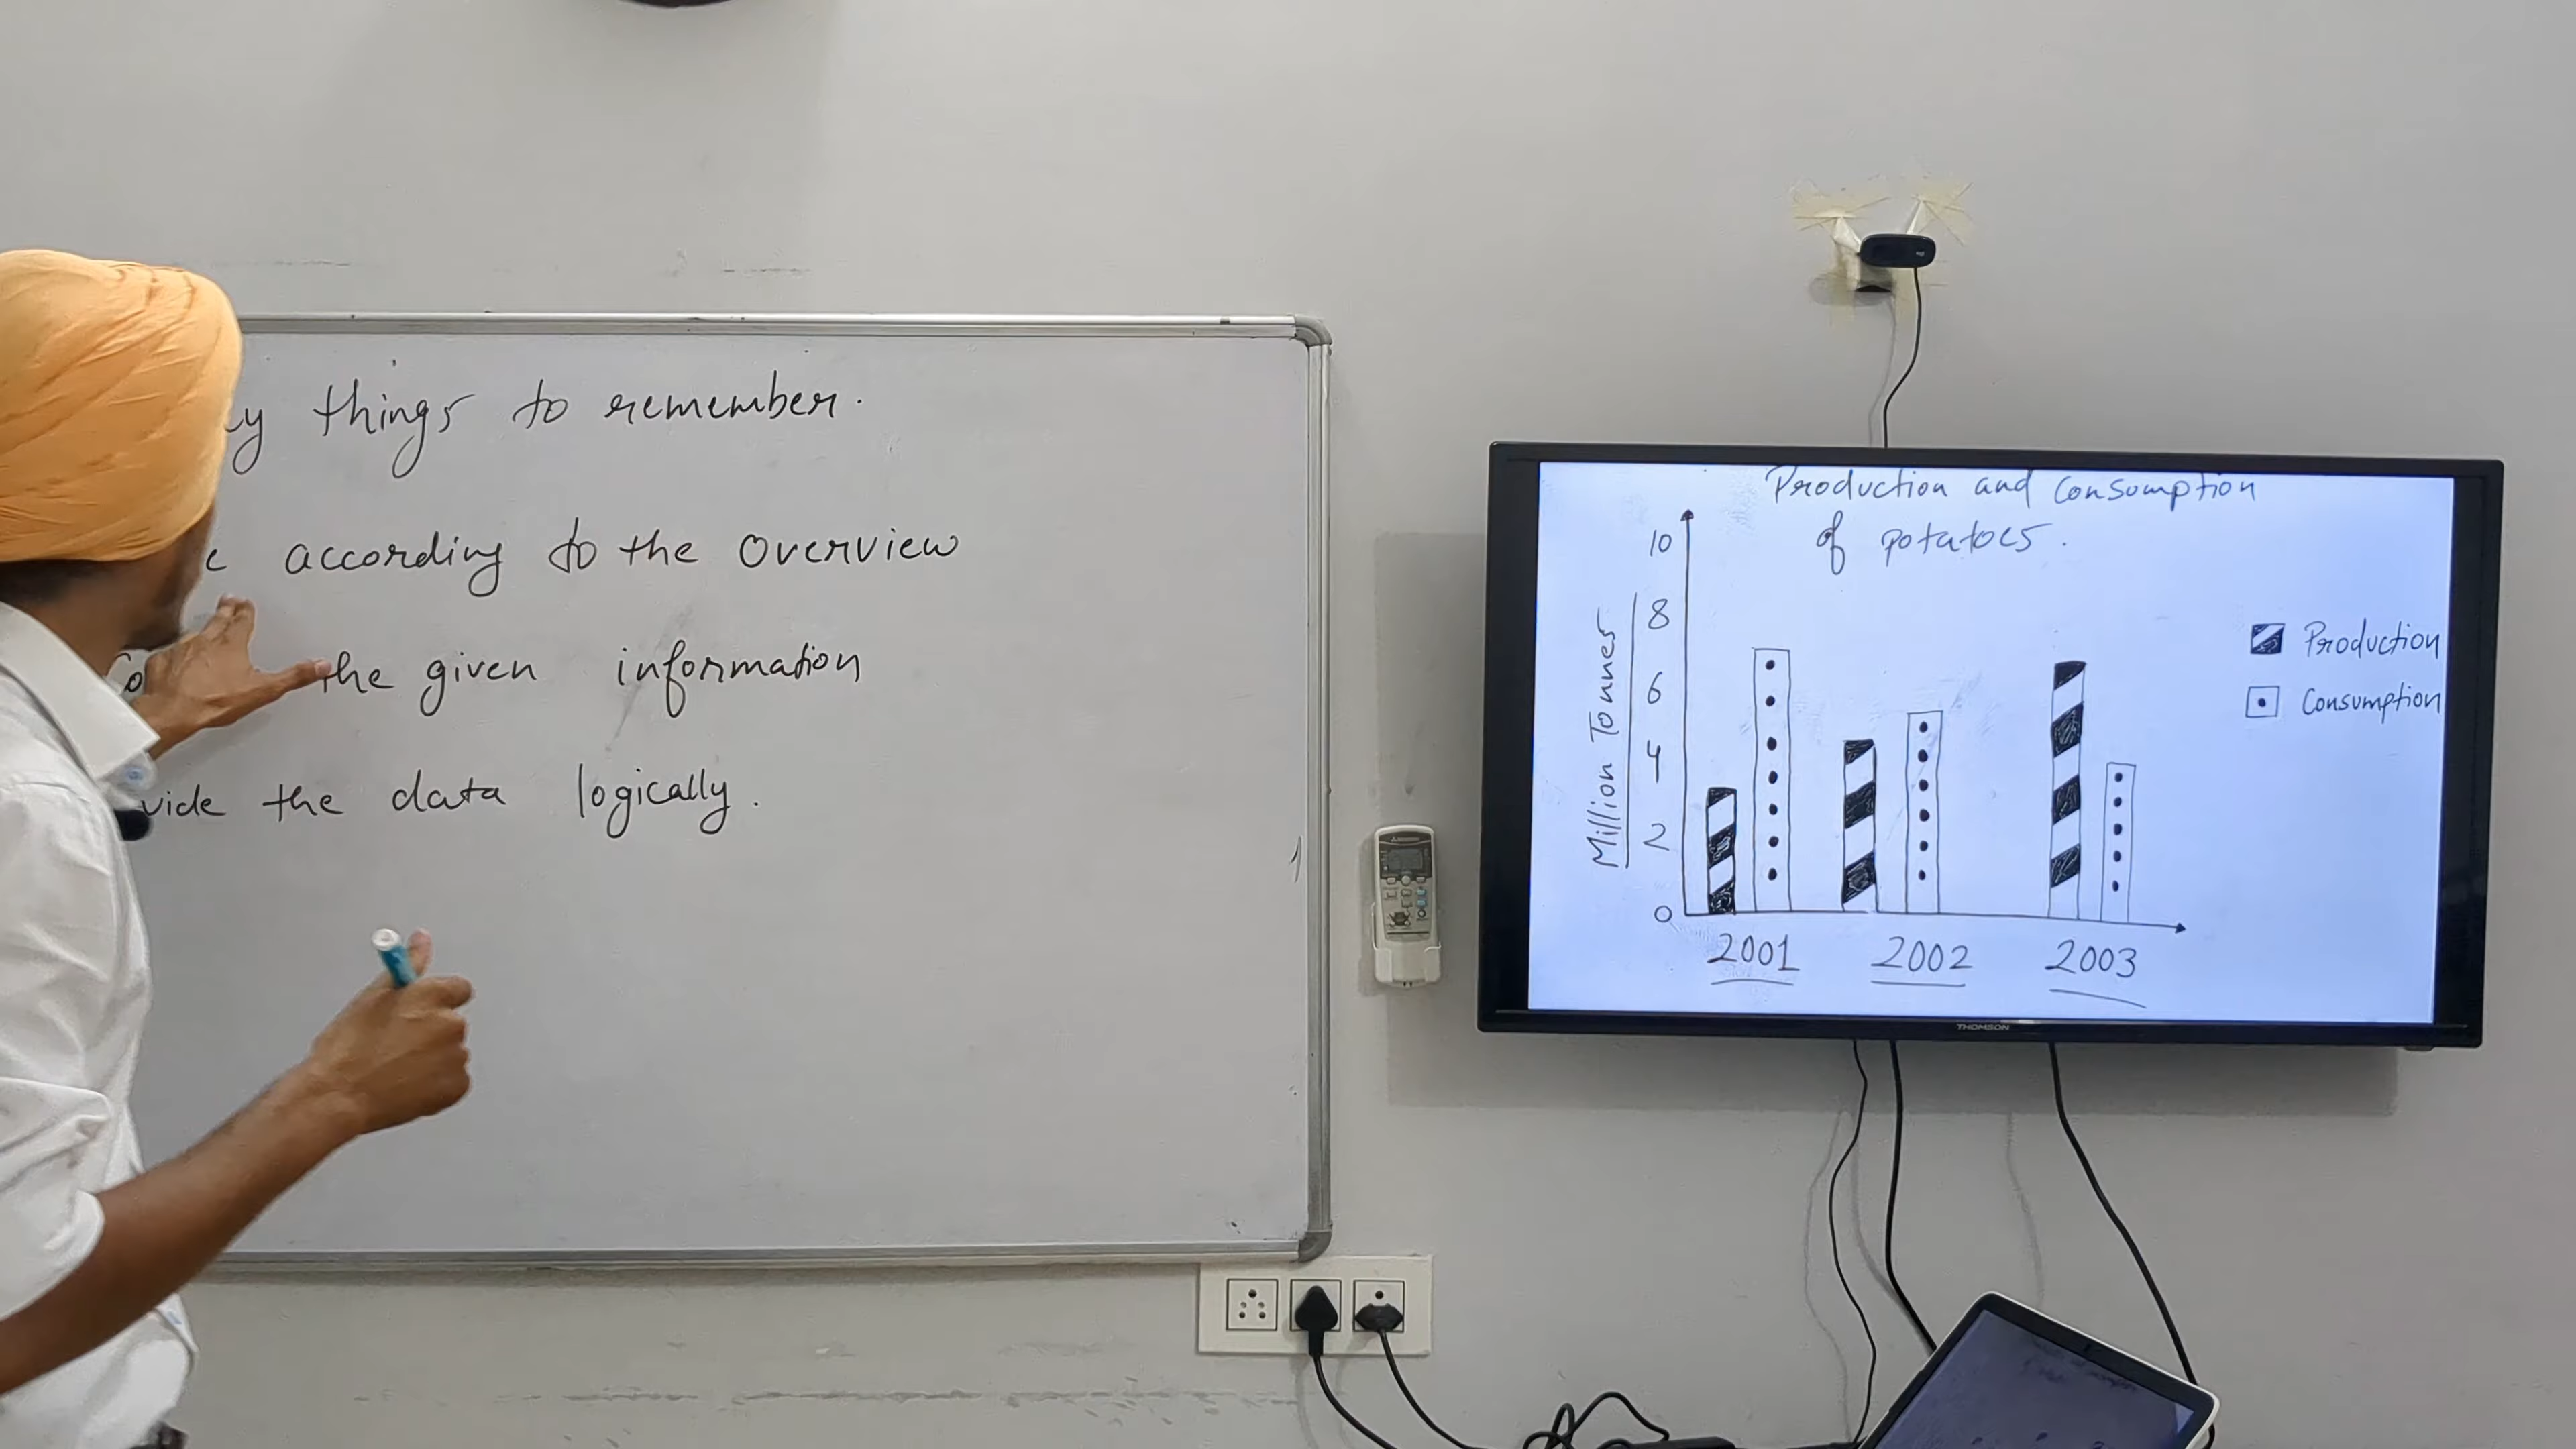 things to remember.
according to the overview
the given information
the data logically.
Production and Consumption
of potatoes.
10
8
6
4
2
0
Million Tonnes
Production
Consumption
2001 2002 2003
THOMSON